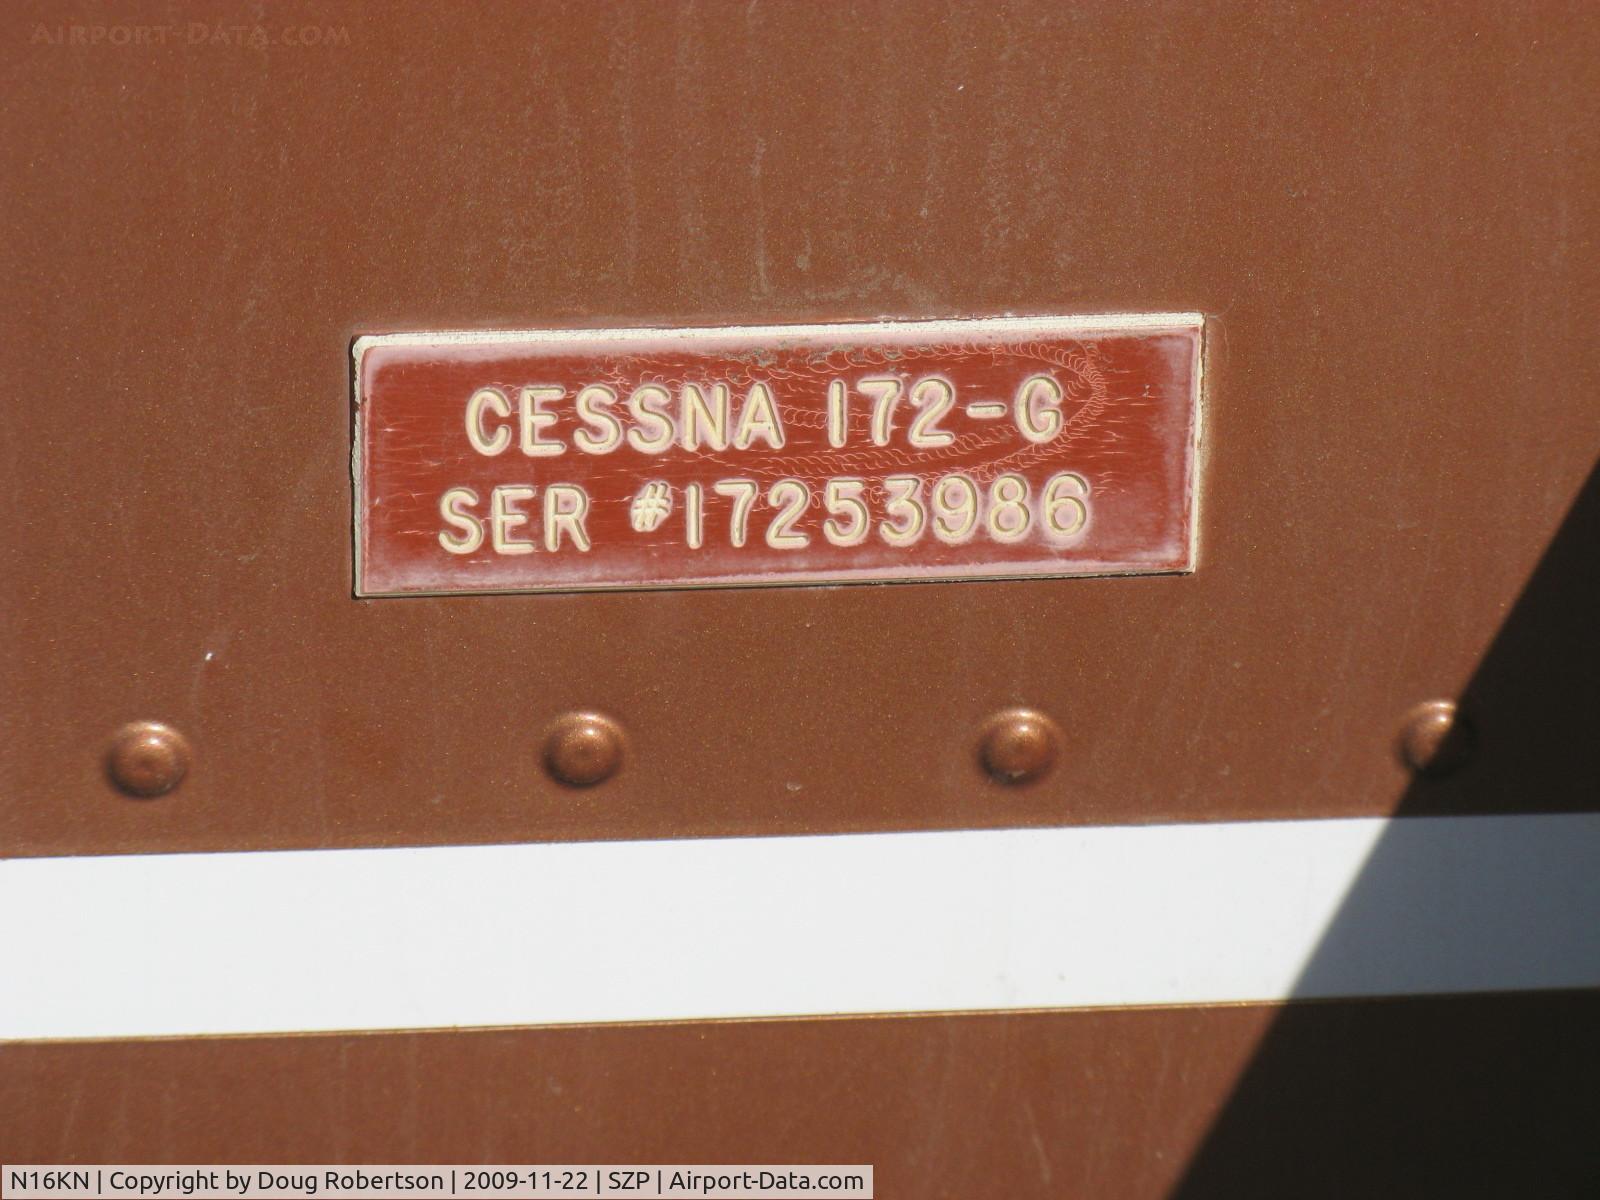 AIRPORT-DATA.COM
CESSNA 172-G
SER #17253986
N16KN | Copyright by Doug Robertson | 2009-11-22 | SZP | Airport-Data.com